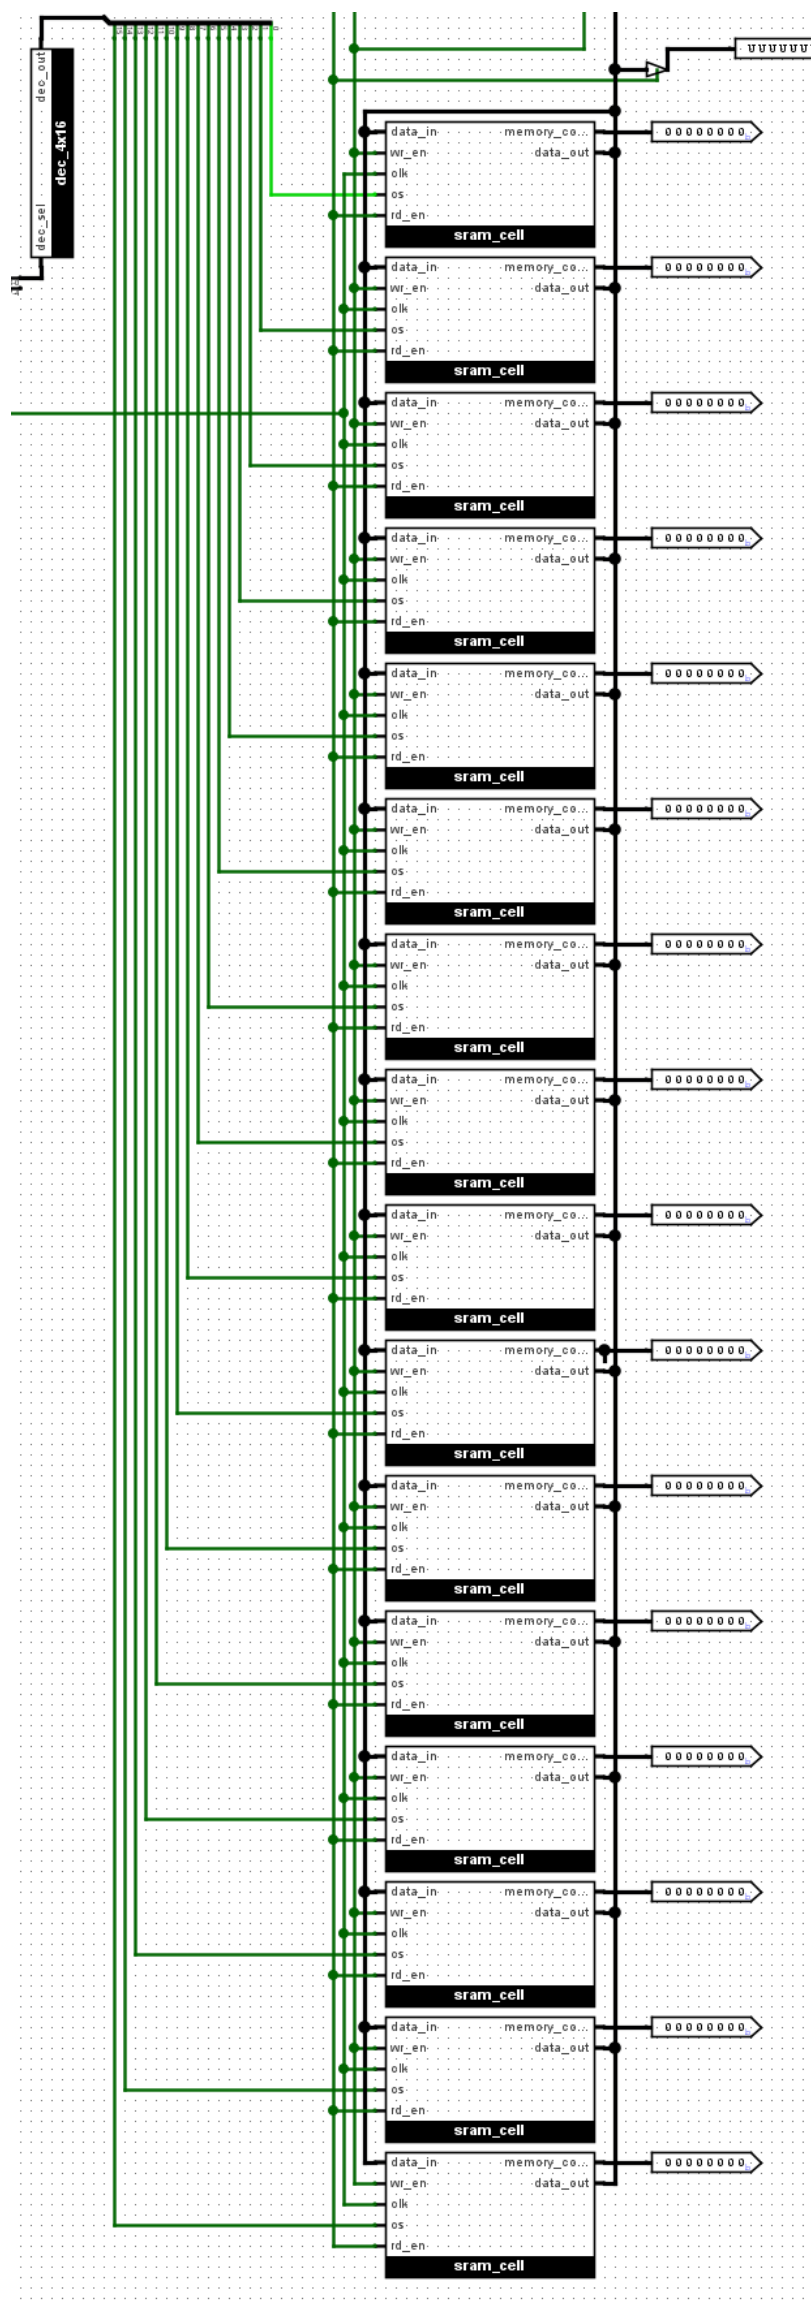 dec_out
dec_4x16
dec_sel
UUUUUU
data_in memory_co... 00000000
wr_en data_out
clk
cs
rd_en
sram_cell
data_in memory_co... 00000000
wr_en data_out
clk
cs
rd_en
sram_cell
data_in memory_co... 00000000
wr_en data_out
clk
cs
rd_en
sram_cell
data_in memory_co... 00000000
wr_en data_out
clk
cs
rd_en
sram_cell
data_in memory_co... 00000000
wr_en data_out
clk
cs
rd_en
sram_cell
data_in memory_co... 00000000
wr_en data_out
clk
cs
rd_en
sram_cell
data_in memory_co... 00000000
wr_en data_out
clk
cs
rd_en
sram_cell
data_in memory_co... 00000000
wr_en data_out
clk
cs
rd_en
sram_cell
data_in memory_co... 00000000
wr_en data_out
clk
cs
rd_en
sram_cell
data_in memory_co... 00000000
wr_en data_out
clk
cs
rd_en
sram_cell
data_in memory_co... 00000000
wr_en data_out
clk
cs
rd_en
sram_cell
data_in memory_co... 00000000
wr_en data_out
clk
cs
rd_en
sram_cell
data_in memory_co... 00000000
wr_en data_out
clk
cs
rd_en
sram_cell
data_in memory_co... 00000000
wr_en data_out
clk
cs
rd_en
sram_cell
data_in memory_co... 00000000
wr_en data_out
clk
cs
rd_en
sram_cell
data_in memory_co... 00000000
wr_en data_out
clk
cs
rd_en
sram_cell